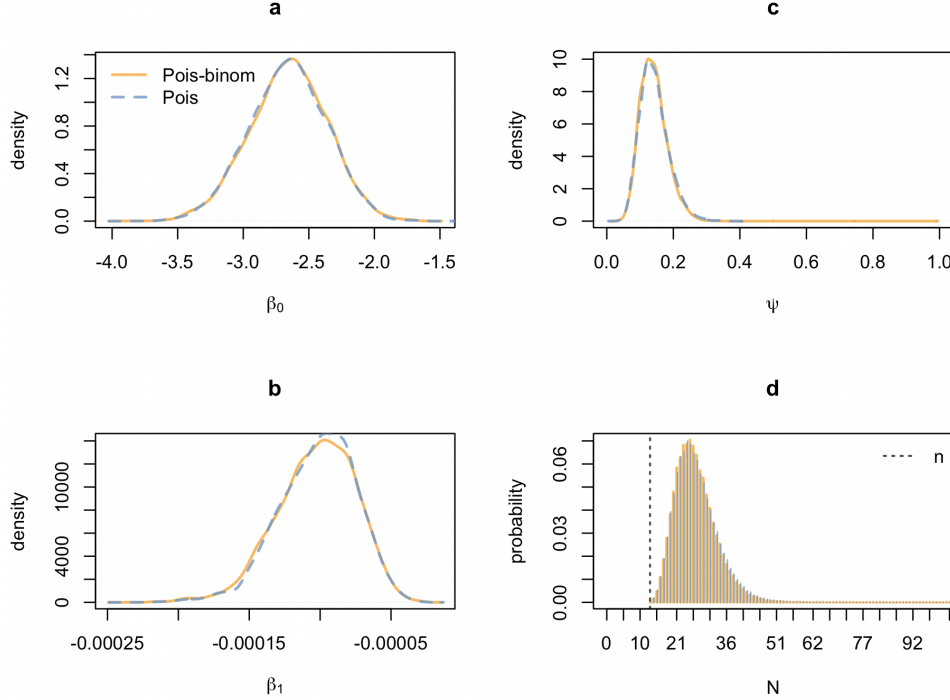 a
density
0.0 0.4 0.8 1.2
Pois-binom
Pois
-4.0 -3.5 -3.0 -2.5 -2.0 -1.5
β0
c
density
0 2 4 6 8 10
0.0 0.2 0.4 0.6 0.8 1.0
ψ
b
density
0 4000 10000
-0.00025 -0.00015 -0.00005
β1
d
probability
0.00 0.03 0.06
n
0 10 21 36 51 62 77 92
N